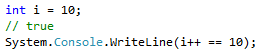 int i = 10;
// true
System.Console.WriteLine(i++ == 10);